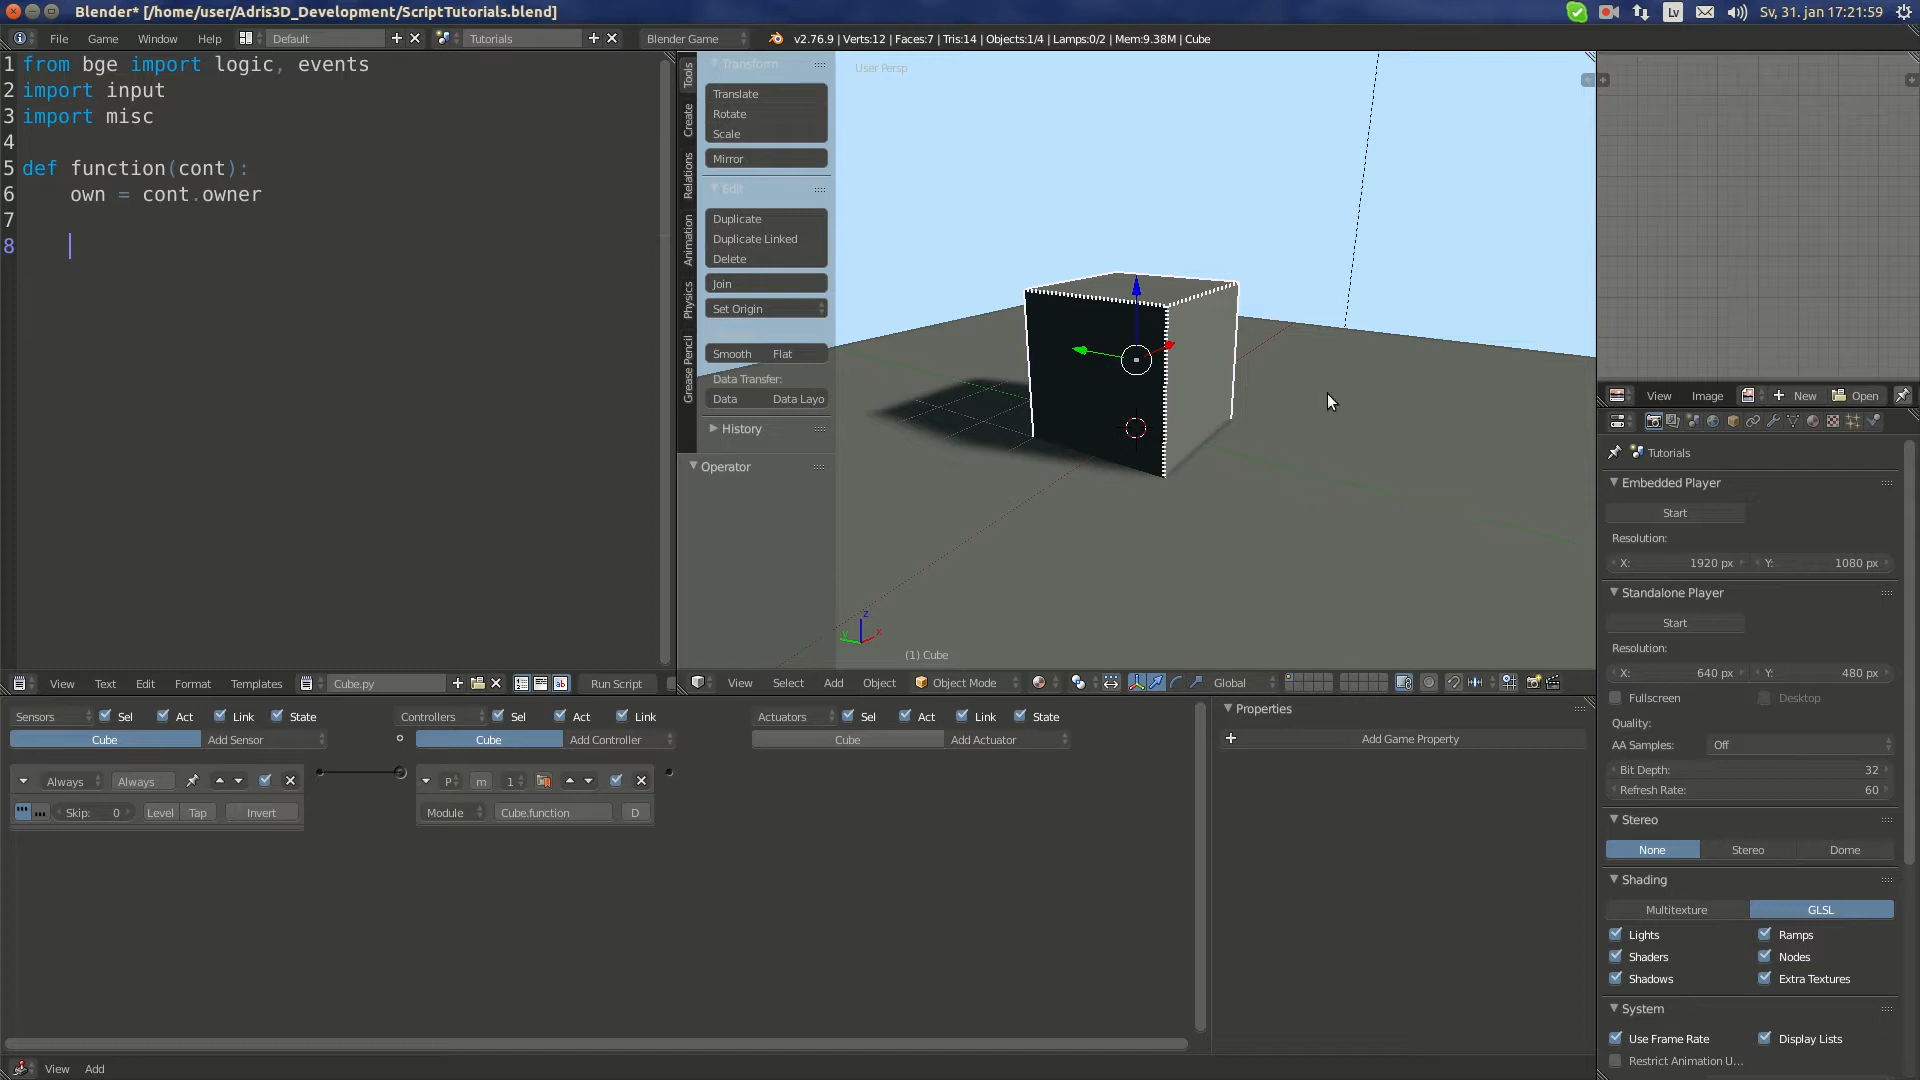 Blender* [/home/user/Adris3D_Development/ScriptTutorials.blend]
Lv
Sv, 31. jan 17:21:59
File Game Window Help Default Tutorials Blender Game v2.76.9 | Verts:12 | Faces:7 | Tris:14 | Objects:1/4 | Lamps:0/2 | Mem:9.38M | Cube
1 from bge import logic, events
2 import input
3 import misc
4
5 def function(cont):
6 own = cont.owner
7
8
View Text Edit Format Templates Cube.py Run Script
Tools
Create
Relations
Animation
Physics
Grease Pencil
Transform
Translate
Rotate
Scale
Mirror
Edit
Duplicate
Duplicate Linked
Delete
Join
Set Origin
Smooth Flat
Data Transfer:
Data Data Layo
History
Operator
User Persp
z
y x
(1) Cube
View Select Add Object Object Mode Global
View Image New Open
Tutorials
Embedded Player
Start
Resolution:
X: 1920 px Y: 1080 px
Standalone Player
Start
Resolution:
X: 640 px Y: 480 px
Fullscreen Desktop
Quality:
AA Samples: Off
Bit Depth: 32
Refresh Rate: 60
Stereo
None Stereo Dome
Shading
Multitexture GLSL
Lights Ramps
Shaders Nodes
Shadows Extra Textures
System
Use Frame Rate Display Lists
Restrict Animation U...
Sensors Sel Act Link State
Cube Add Sensor
Always Always
Skip: 0 Level Tap Invert
Controllers Sel Act Link
Cube Add Controller
P m 1
Module Cube.function D
Actuators Sel Act Link State
Cube Add Actuator
Properties
Add Game Property
View Add